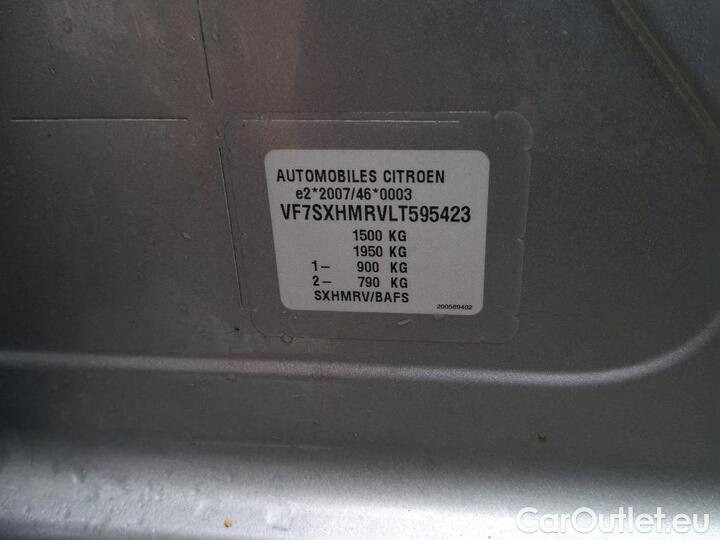 AUTOMOBILES CITROEN
e2*2007/46*0003
VF7SXHMRVLT595423
1500 KG
1950 KG
1– 900 KG
2– 790 KG
SXHMRV/BAFS
200589402
CarOutlet.eu